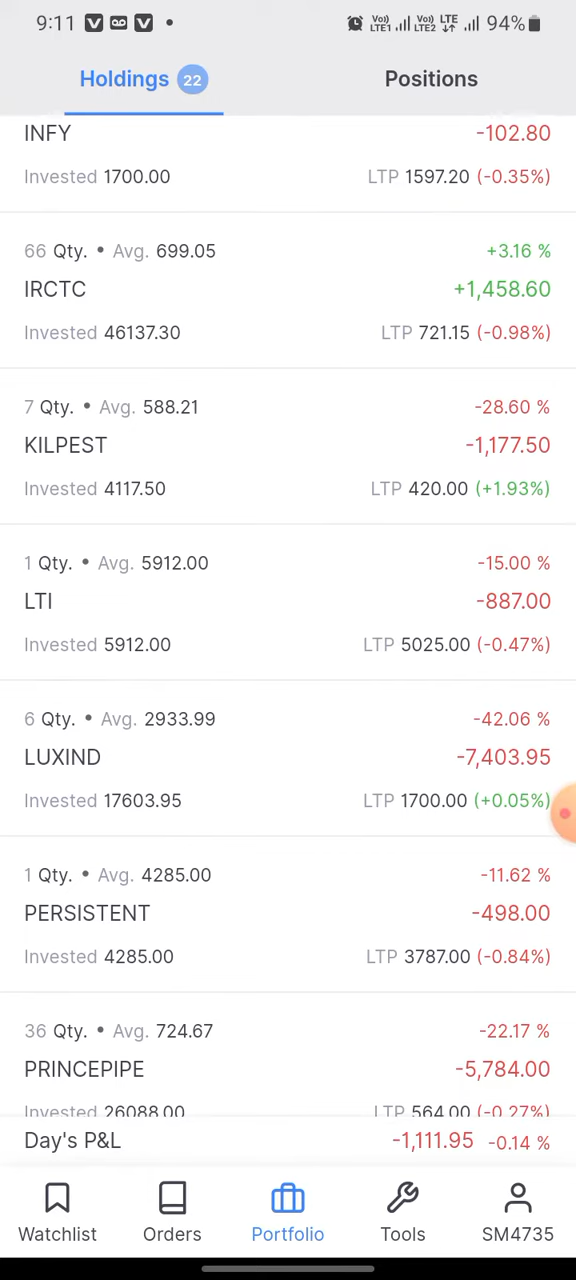 9:11 Vo)) LTE1 Vo)) LTE2 LTE 94%
Holdings 22 Positions
INFY -102.80
Invested 1700.00 LTP 1597.20 (-0.35%)
66 Qty. • Avg. 699.05 +3.16 %
IRCTC +1,458.60
Invested 46137.30 LTP 721.15 (-0.98%)
7 Qty. • Avg. 588.21 -28.60 %
KILPEST -1,177.50
Invested 4117.50 LTP 420.00 (+1.93%)
1 Qty. • Avg. 5912.00 -15.00 %
LTI -887.00
Invested 5912.00 LTP 5025.00 (-0.47%)
6 Qty. • Avg. 2933.99 -42.06 %
LUXIND -7,403.95
Invested 17603.95 LTP 1700.00 (+0.05%)
1 Qty. • Avg. 4285.00 -11.62 %
PERSISTENT -498.00
Invested 4285.00 LTP 3787.00 (-0.84%)
36 Qty. • Avg. 724.67 -22.17 %
PRINCEPIPE -5,784.00
Invested 26088.00 LTP 564.00 (-0.27%)
Day's P&L -1,111.95 -0.14 %
Watchlist Orders Portfolio Tools SM4735